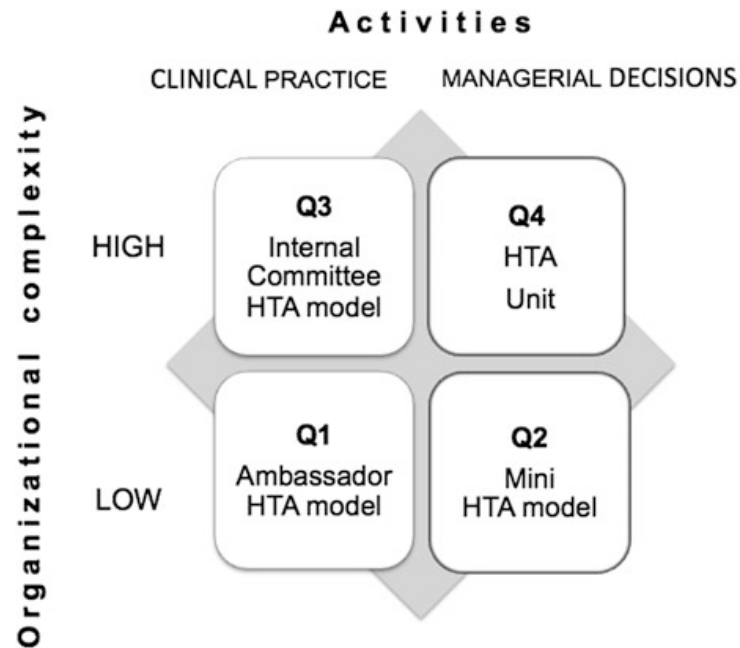 Activities
CLINICAL PRACTICE
MANAGERIAL DECISIONS
Organizational complexity
HIGH
Q3
Internal
Committee
HTA model
Q4
HTA
Unit
LOW
Q1
Ambassador
HTA model
Q2
Mini
HTA model